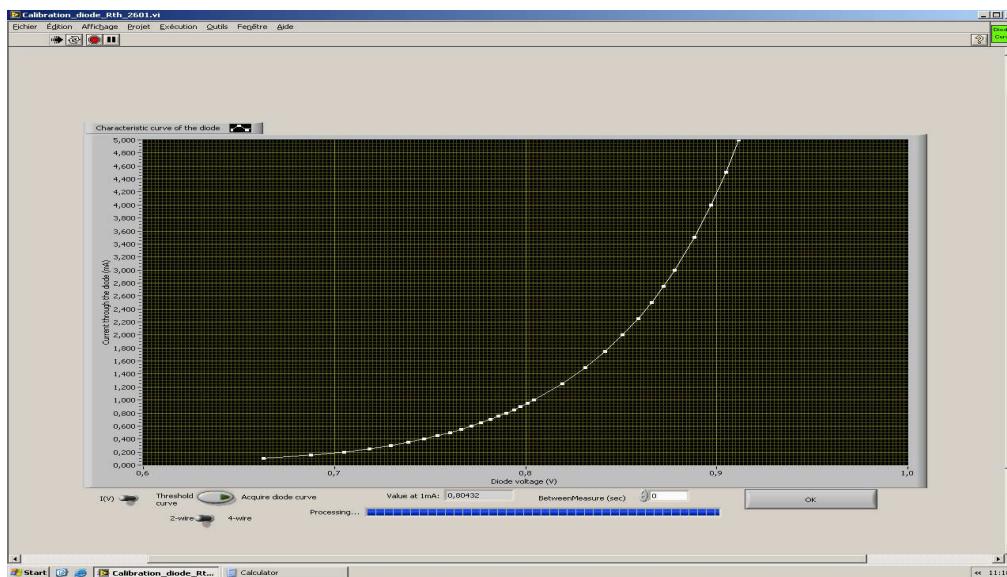 Calibration_diode_Rth_2601.vi
Fichier Édition Affichage Projet Exécution Outils Fenêtre Aide
Characteristic curve of the diode
5,000
4,800
4,600
4,400
4,200
4,000
3,800
3,600
3,400
3,200
3,000
2,800
2,600
2,400
2,200
2,000
1,800
1,600
1,400
1,200
1,000
0,800
0,600
0,400
0,200
0,000
Current through the diode (mA)
0,6 0,7 0,8 0,9 1,0
Diode voltage (V)
I(V) Threshold curve Acquire diode curve Value at 1mA: 0,80432 BetweenMeasure (sec) 0 OK
2-wire 4-wire
Processing...
Start Calibration_diode_Rt... Calculator